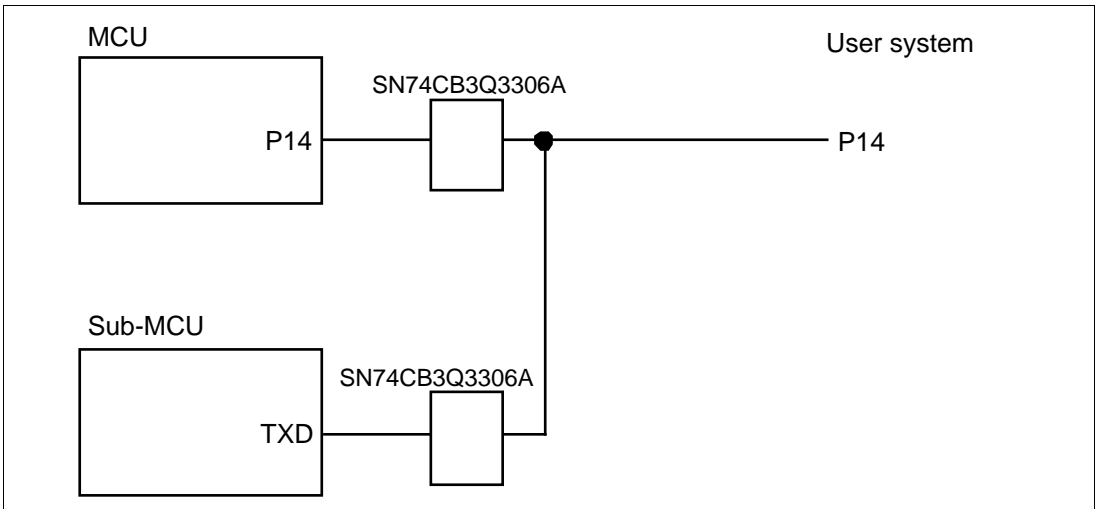 MCU
User system
SN74CB3Q3306A
P14
P14
Sub-MCU
SN74CB3Q3306A
TXD